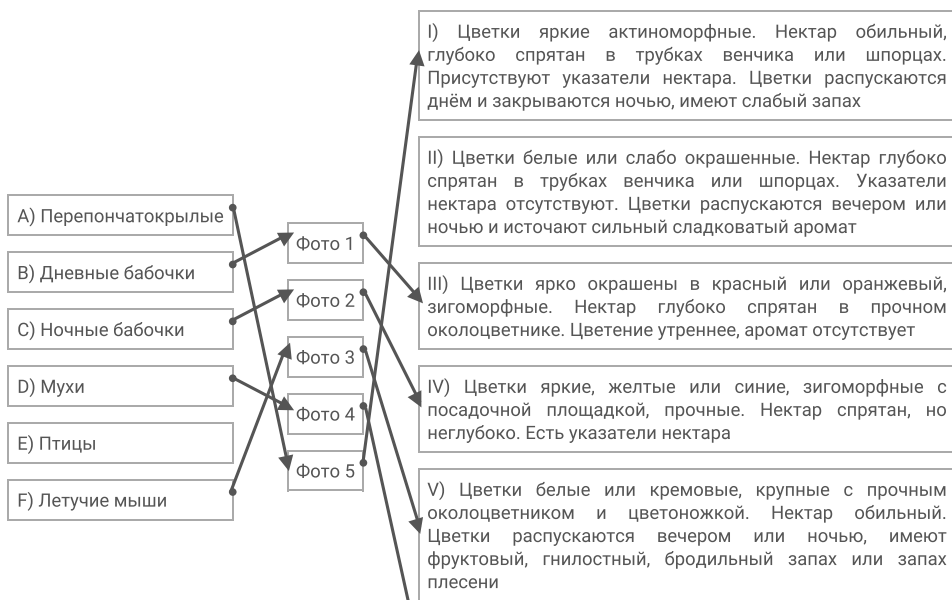 A) Перепончатокрылые
B) Дневные бабочки
C) Ночные бабочки
D) Мухи
E) Птицы
F) Летучие мыши
Фото 1
Фото 2
Фото 3
Фото 4
Фото 5
I) Цветки яркие актиноморфные. Нектар обильный,
глубоко спрятан в трубках венчика или шпорцах.
Присутствуют указатели нектара. Цветки распускаются
днём и закрываются ночью, имеют слабый запах
II) Цветки белые или слабо окрашенные. Нектар глубоко
спрятан в трубках венчика или шпорцах. Указатели
нектара отсутствуют. Цветки распускаются вечером или
ночью и источают сильный сладковатый аромат
III) Цветки ярко окрашены в красный или оранжевый,
зигоморфные. Нектар глубоко спрятан в прочном
околоцветнике. Цветение утреннее, аромат отсутствует
IV) Цветки яркие, желтые или синие, зигоморфные с
посадочной площадкой, прочные. Нектар спрятан, но
неглубоко. Есть указатели нектара
V) Цветки белые или кремовые, крупные с прочным
околоцветником и цветоножкой. Нектар обильный.
Цветки распускаются вечером или ночью, имеют
фруктовый, гнилостный, бродильный запах или запах
плесени